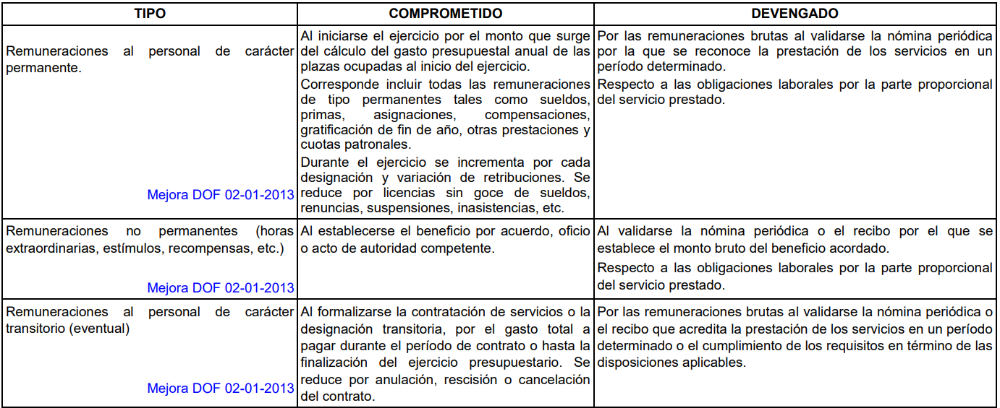 TIPO
COMPROMETIDO
DEVENGADO
Remuneraciones al personal de carácter
permanente.
Mejora DOF 02-01-2013
Al iniciarse el ejercicio por el monto que surge
del cálculo del gasto presupuestal anual de las
plazas ocupadas al inicio del ejercicio.
Corresponde incluir todas las remuneraciones
de tipo permanentes tales como sueldos,
primas, asignaciones, compensaciones,
gratificación de fin de año, otras prestaciones y
cuotas patronales.
Durante el ejercicio se incrementa por cada
designación y variación de retribuciones. Se
reduce por licencias sin goce de sueldos,
renuncias, suspensiones, inasistencias, etc.
Por las remuneraciones brutas al validarse la nómina periódica
por la que se reconoce la prestación de los servicios en un
período determinado.
Respecto a las obligaciones laborales por la parte proporcional
del servicio prestado.
Remuneraciones no permanentes (horas
extraordinarias, estímulos, recompensas, etc.)
Mejora DOF 02-01-2013
Al establecerse el beneficio por acuerdo, oficio
o acto de autoridad competente.
Al validarse la nómina periódica o el recibo por el que se
establece el monto bruto del beneficio acordado.
Respecto a las obligaciones laborales por la parte proporcional
del servicio prestado.
Remuneraciones al personal de carácter
transitorio (eventual)
Mejora DOF 02-01-2013
Al formalizarse la contratación de servicios o la
designación transitoria, por el gasto total a
pagar durante el período de contrato o hasta la
finalización del ejercicio presupuestario. Se
reduce por anulación, rescisión o cancelación
del contrato.
Por las remuneraciones brutas al validarse la nómina periódica o
el recibo que acredita la prestación de los servicios en un período
determinado o el cumplimiento de los requisitos en término de las
disposiciones aplicables.